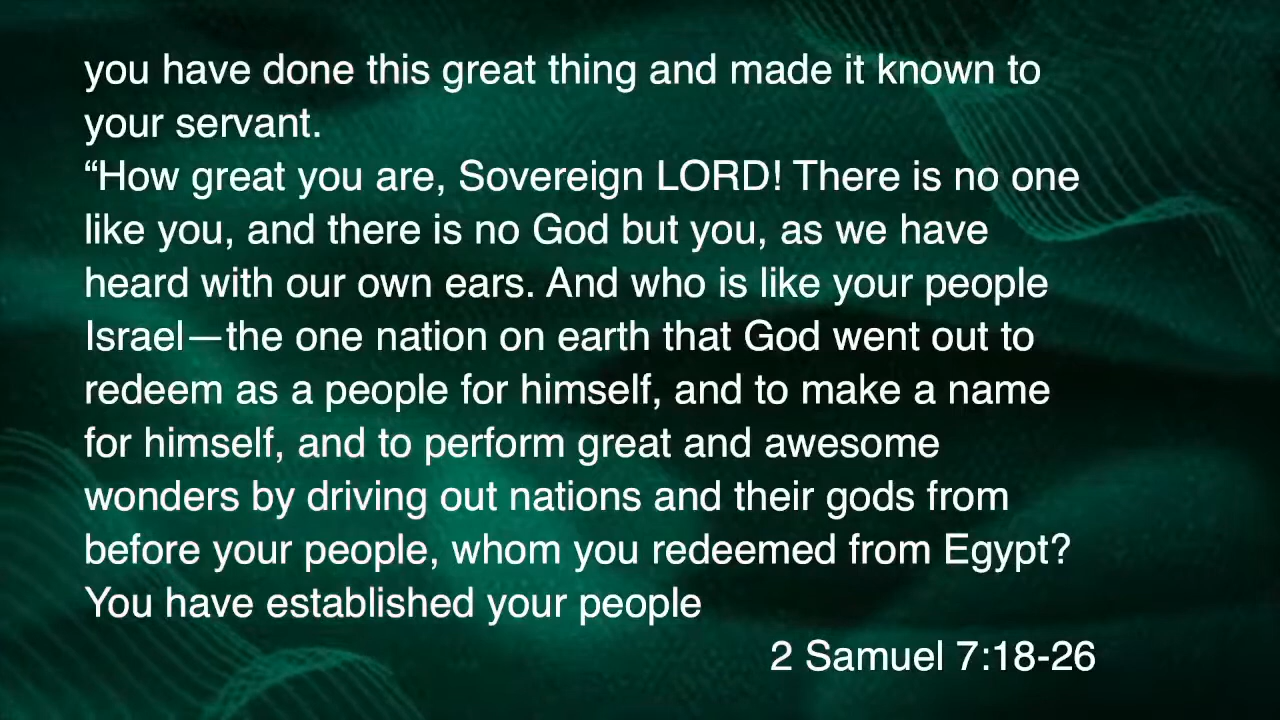 you have done this great thing and made it known to
your servant.
“How great you are, Sovereign LORD! There is no one
like you, and there is no God but you, as we have
heard with our own ears. And who is like your people
Israel—the one nation on earth that God went out to
redeem as a people for himself, and to make a name
for himself, and to perform great and awesome
wonders by driving out nations and their gods from
before your people, whom you redeemed from Egypt?
You have established your people
2 Samuel 7:18-26